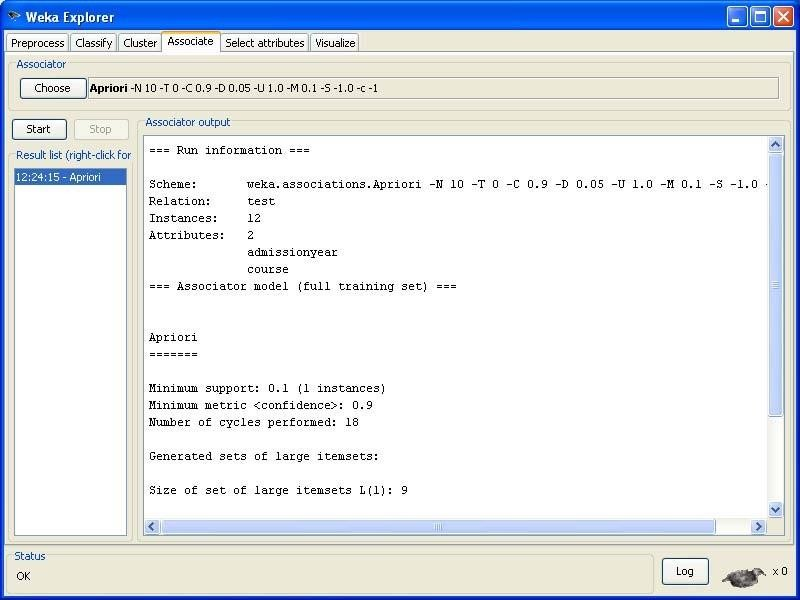 Weka Explorer
Preprocess Classify Cluster Associate Select attributes Visualize
Associator
Choose Apriori -N 10 -T 0 -C 0.9 -D 0.05 -U 1.0 -M 0.1 -S -1.0 -c -1
Start Stop
Result list (right-click for
12:24:15 - Apriori
Associator output
=== Run information ===
Scheme: weka.associations.Apriori -N 10 -T 0 -C 0.9 -D 0.05 -U 1.0 -M 0.1 -S -1.0 -
Relation: test
Instances: 12
Attributes: 2
admissionyear
course
=== Associator model (full training set) ===
Apriori
=======
Minimum support: 0.1 (1 instances)
Minimum metric <confidence>: 0.9
Number of cycles performed: 18
Generated sets of large itemsets:
Size of set of large itemsets L(1): 9
Status
OK
Log
x 0